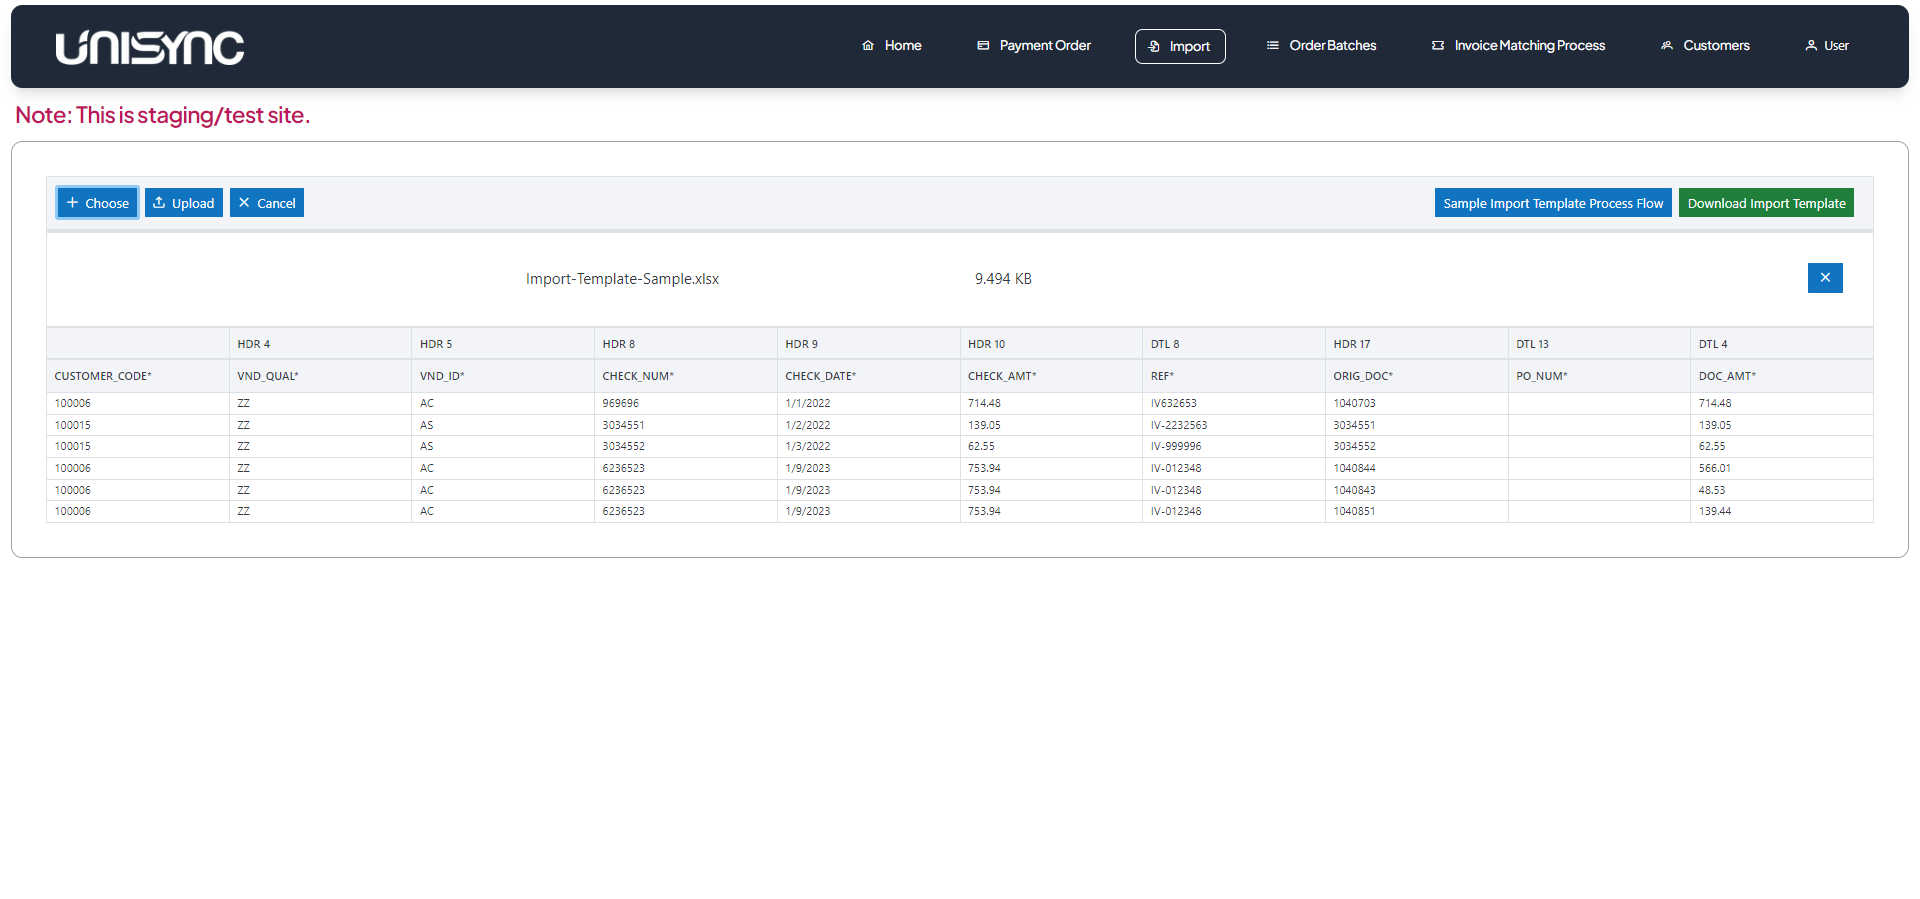 UNISYNC
Home Payment Order Import Order Batches Invoice Matching Process Customers User
Note: This is staging/test site.
Choose Upload Cancel Sample Import Template Process Flow Download Import Template
Import-Template-Sample.xlsx 9.494 KB
HDR 4 HDR 5 HDR 8 HDR 9 HDR 10 DTL 8 HDR 17 DTL 13 DTL 4
CUSTOMER_CODE* VND_QUAL* VND_ID* CHECK_NUM* CHECK_DATE* CHECK_AMT* REF* ORIG_DOC* PO_NUM* DOC_AMT*
100006 ZZ AC 969696 1/1/2022 714.48 IV632653 1040703 714.48
100015 ZZ AS 3034551 1/2/2022 139.05 IV-2232563 3034551 139.05
100015 ZZ AS 3034552 1/3/2022 62.55 IV-999996 3034552 62.55
100006 ZZ AC 6236523 1/9/2023 753.94 IV-012348 1040844 566.01
100006 ZZ AC 6236523 1/9/2023 753.94 IV-012348 1040843 48.53
100006 ZZ AC 6236523 1/9/2023 753.94 IV-012348 1040851 139.44